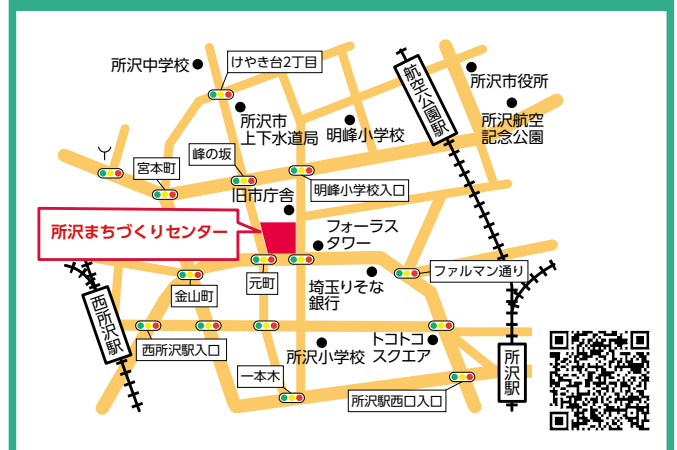 所沢中学校
けやき台2丁目
航空公園駅
所沢市役所
所沢航空
記念公園
所沢市
上下水道局
明峰小学校
峰の坂
宮本町
明峰小学校入口
旧市庁舎
所沢まちづくりセンター
フォーラス
タワー
ファルマン通り
元町
金山町
埼玉りそな
銀行
西所沢駅
西所沢駅入口
所沢小学校
トコトコ
スクエア
所沢駅
一本木
所沢駅西口入口